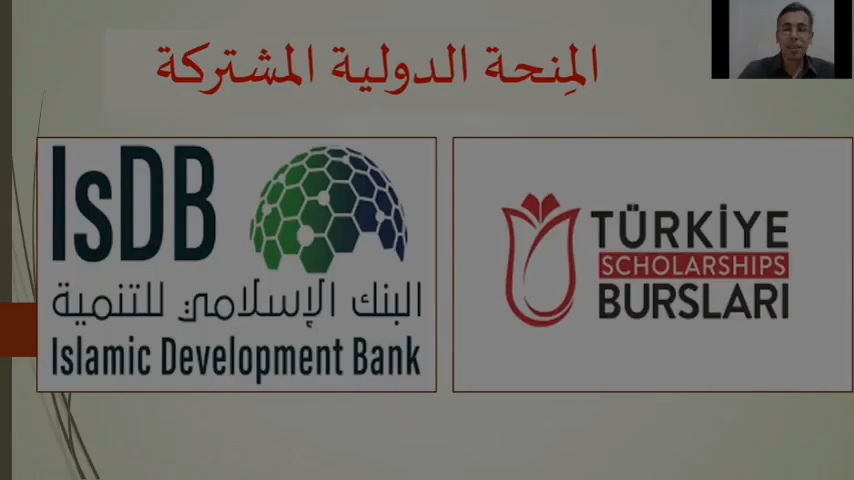 المِنحة الدولية المشتركة
IsDB
البنك الإسلامي للتنمية
Islamic Development Bank
TÜRKİYE
SCHOLARSHIPS
BURSLARI